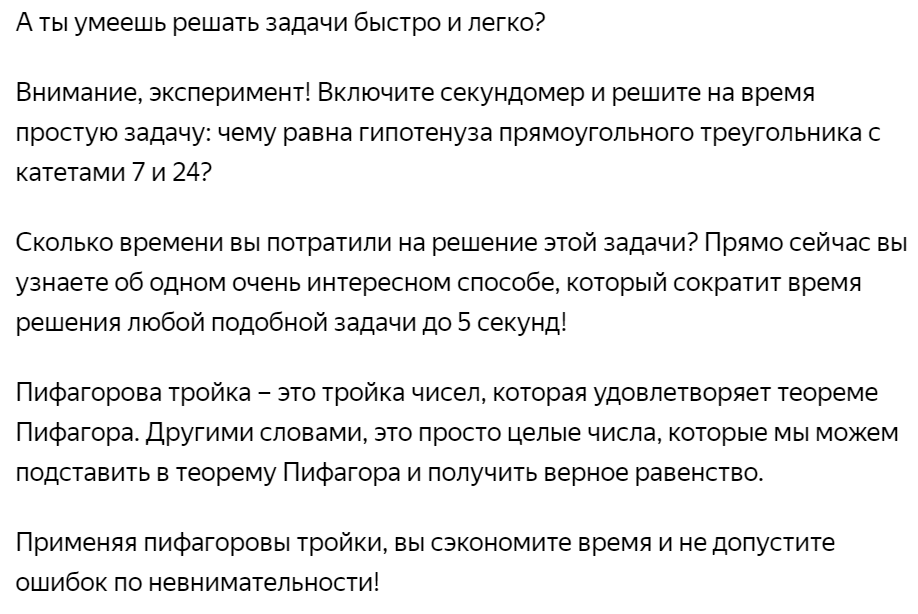 А ты умеешь решать задачи быстро и легко?
Внимание, эксперимент! Включите секундомер и решите на время
простую задачу: чему равна гипотенуза прямоугольного треугольника с
катетами 7 и 24?
Сколько времени вы потратили на решение этой задачи? Прямо сейчас вы
узнаете об одном очень интересном способе, который сократит время
решения любой подобной задачи до 5 секунд!
Пифагорова тройка – это тройка чисел, которая удовлетворяет теореме
Пифагора. Другими словами, это просто целые числа, которые мы можем
подставить в теорему Пифагора и получить верное равенство.
Применяя пифагоровы тройки, вы сэкономите время и не допустите
ошибок по невнимательности!